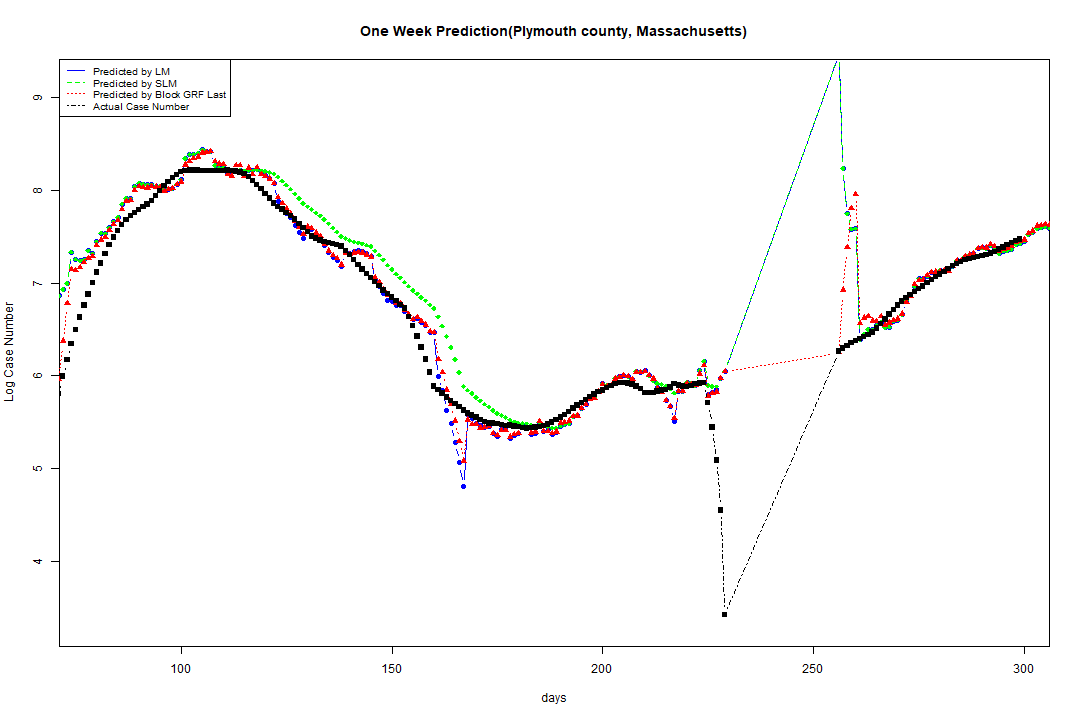 One Week Prediction(Plymouth county, Massachusetts)
Predicted by LM
Predicted by SLM
Predicted by Block GRF Last
Actual Case Number
Log Case Number
9
8
7
6
5
4
100 150 200 250 300
days